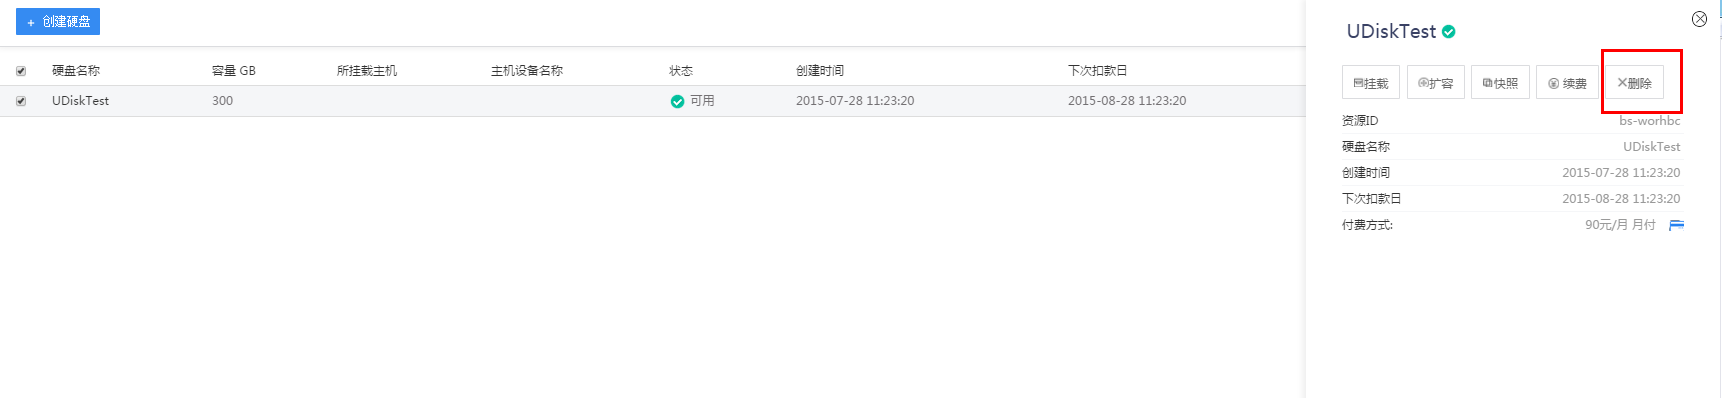 + 创建硬盘
硬盘名称 容量 GB 所挂载主机 主机设备名称 状态 创建时间 下次扣款日
UDiskTest 300 可用 2015-07-28 11:23:20 2015-08-28 11:23:20
UDiskTest
挂载 扩容 快照 续费 删除
资源ID bs-worhbc
硬盘名称 UDiskTest
创建时间 2015-07-28 11:23:20
下次扣款日 2015-08-28 11:23:20
付费方式: 90元/月 月付